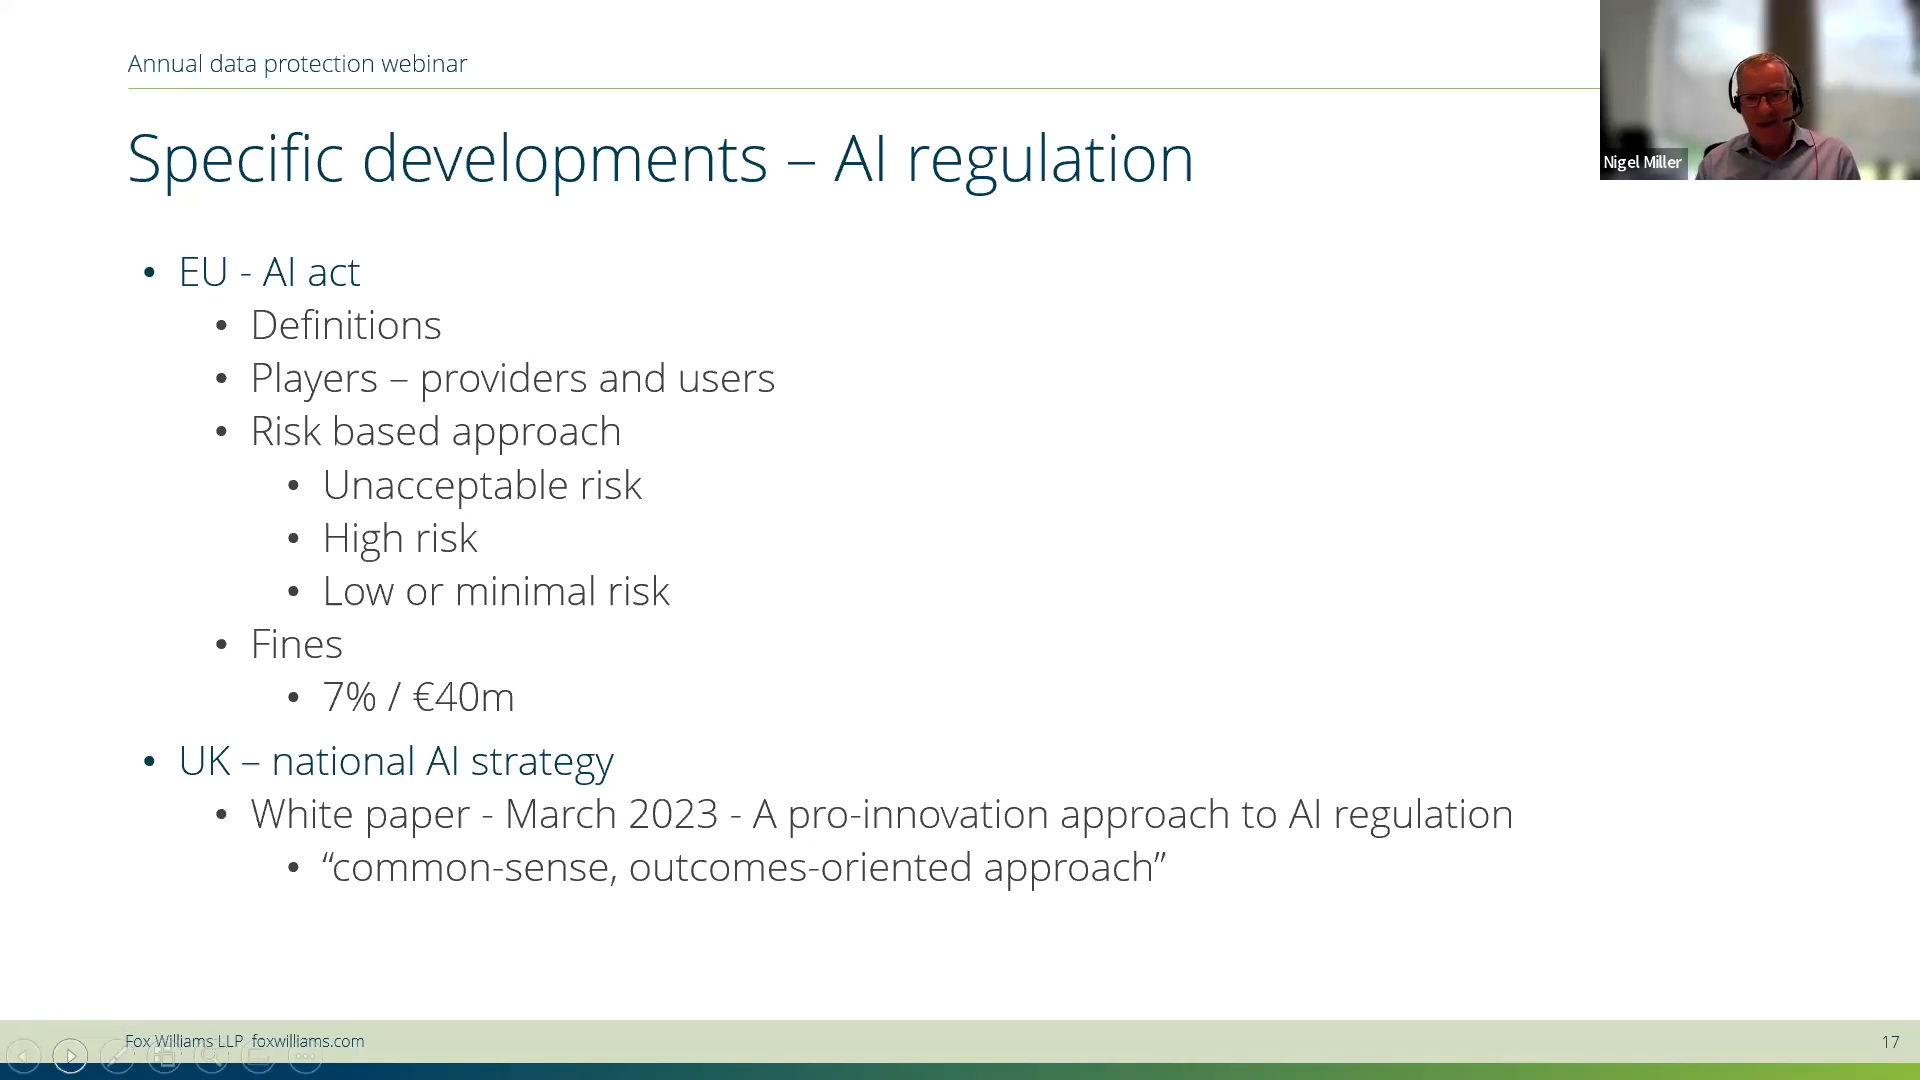 Annual data protection webinar
Nigel Miller
Specific developments – AI regulation
• EU - AI act
• Definitions
• Players – providers and users
• Risk based approach
• Unacceptable risk
• High risk
• Low or minimal risk
• Fines
• 7% / €40m
• UK – national AI strategy
• White paper - March 2023 - A pro-innovation approach to AI regulation
• “common-sense, outcomes-oriented approach”
Fox Williams LLP foxwilliams.com
17